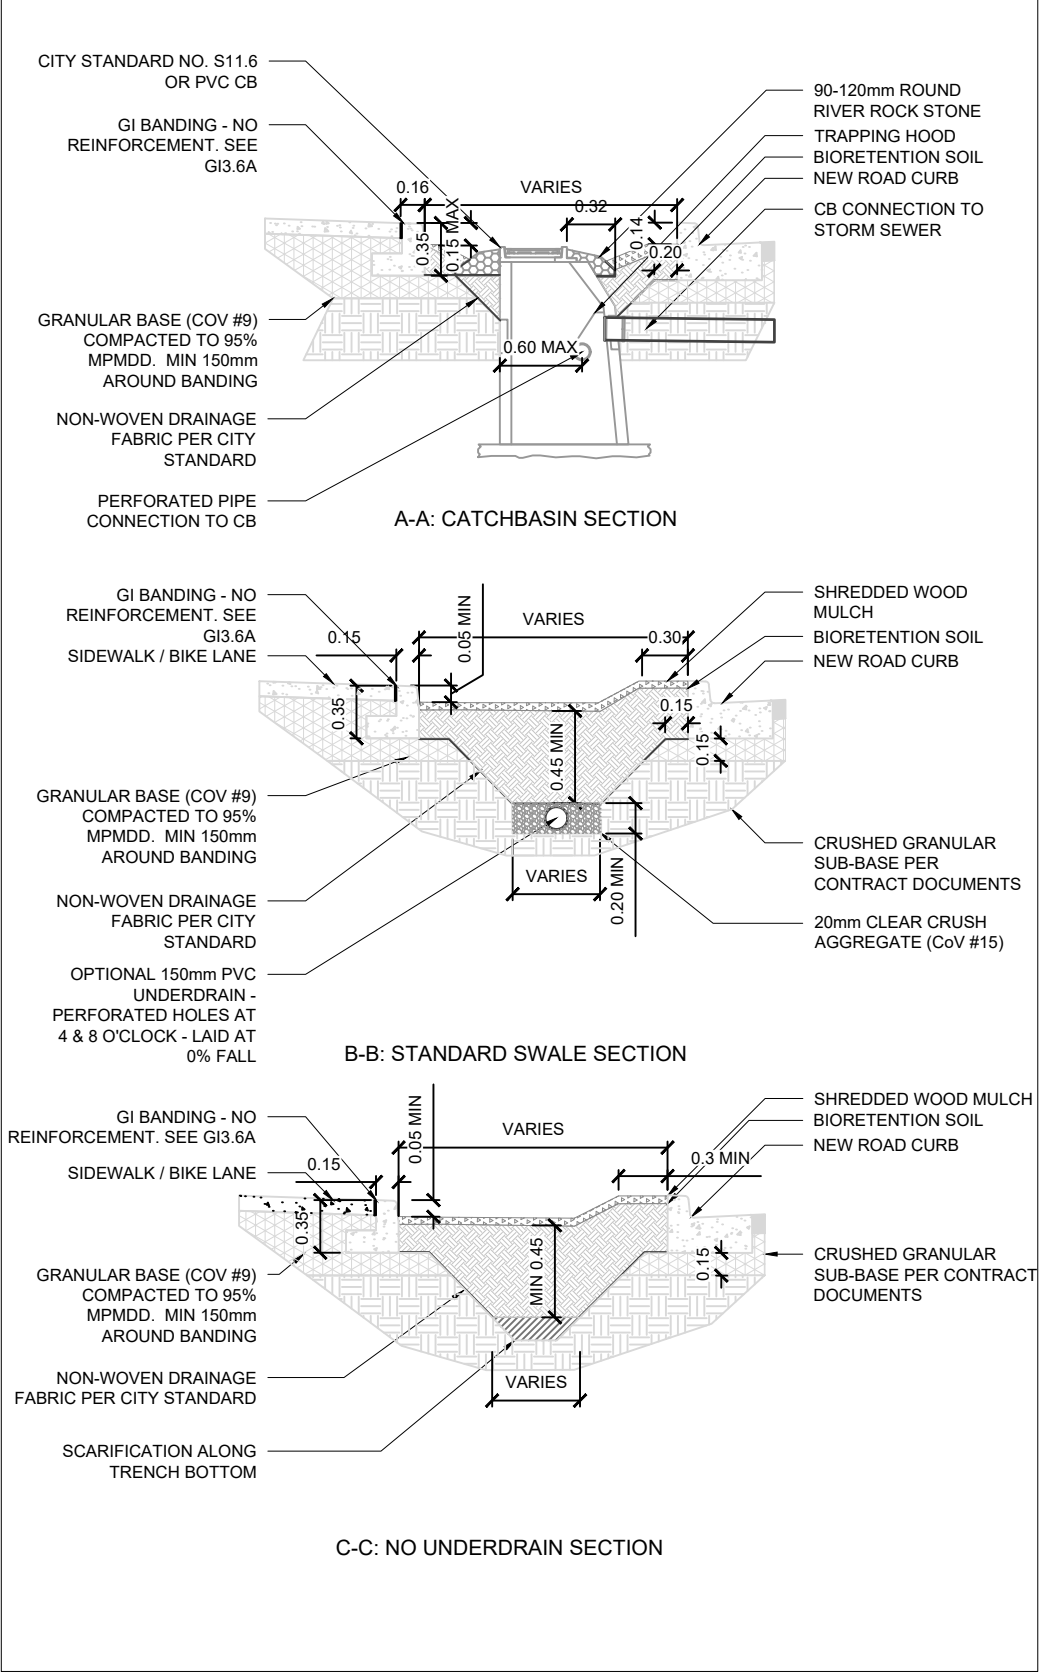 CITY STANDARD NO. S11.6
OR PVC CB
GI BANDING - NO
REINFORCEMENT. SEE
GI3.6A
90-120mm ROUND
RIVER ROCK STONE
TRAPPING HOOD
BIORETENTION SOIL
NEW ROAD CURB
CB CONNECTION TO
STORM SEWER
0.16
VARIES
0.32
0.35
0.15 MAX
0.14
0.20
0.60 MAX
GRANULAR BASE (COV #9)
COMPACTED TO 95%
MPMDD. MIN 150mm
AROUND BANDING
NON-WOVEN DRAINAGE
FABRIC PER CITY
STANDARD
PERFORATED PIPE
CONNECTION TO CB
A-A: CATCHBASIN SECTION
GI BANDING - NO
REINFORCEMENT. SEE
GI3.6A
SIDEWALK / BIKE LANE
0.15
0.05 MIN
VARIES
0.30
SHREDDED WOOD
MULCH
BIORETENTION SOIL
NEW ROAD CURB
0.35
0.45 MIN
0.15
0.15
VARIES
0.20 MIN
GRANULAR BASE (COV #9)
COMPACTED TO 95%
MPMDD. MIN 150mm
AROUND BANDING
NON-WOVEN DRAINAGE
FABRIC PER CITY
STANDARD
OPTIONAL 150mm PVC
UNDERDRAIN -
PERFORATED HOLES AT
4 & 8 O'CLOCK - LAID AT
0% FALL
CRUSHED GRANULAR
SUB-BASE PER
CONTRACT DOCUMENTS
20mm CLEAR CRUSH
AGGREGATE (CoV #15)
B-B: STANDARD SWALE SECTION
GI BANDING - NO
REINFORCEMENT. SEE GI3.6A
SIDEWALK / BIKE LANE
0.15
0.05 MIN
VARIES
0.3 MIN
SHREDDED WOOD MULCH
BIORETENTION SOIL
NEW ROAD CURB
0.35
MIN 0.45
0.15
VARIES
GRANULAR BASE (COV #9)
COMPACTED TO 95%
MPMDD. MIN 150mm
AROUND BANDING
NON-WOVEN DRAINAGE
FABRIC PER CITY STANDARD
SCARIFICATION ALONG
TRENCH BOTTOM
CRUSHED GRANULAR
SUB-BASE PER CONTRACT
DOCUMENTS
C-C: NO UNDERDRAIN SECTION